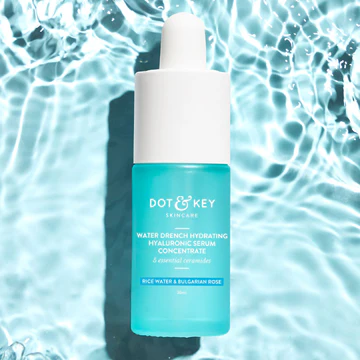 DOT & KEY
SKINCARE
WATER DRENCH HYDRATING
HYALURONIC SERUM
CONCENTRATE
& essential ceramides
RICE WATER & BULGARIAN ROSE